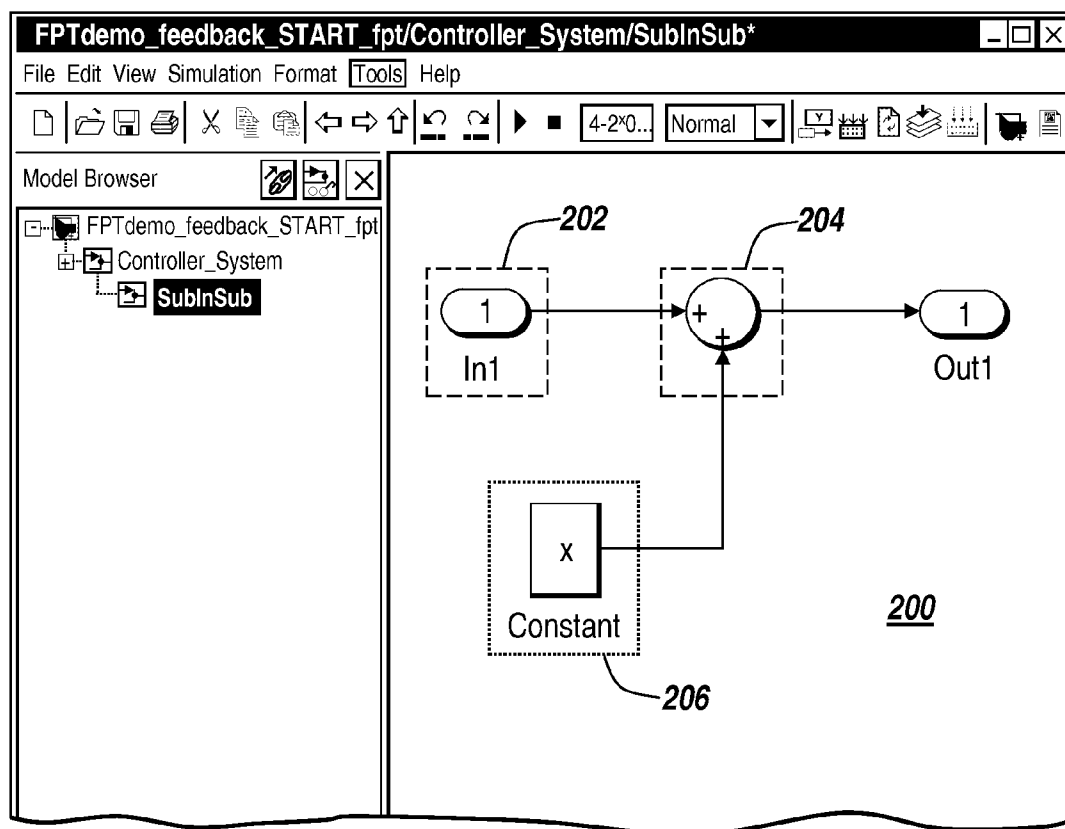 FPTdemo_feedback_START_fpt/Controller_System/SubInSub*
File Edit View Simulation Format Tools Help
4-2ˣ0... Normal
Model Browser
FPTdemo_feedback_START_fpt
Controller_System
SubInSub
202
204
1
+
+
1
In1
Out1
x
Constant
200
206